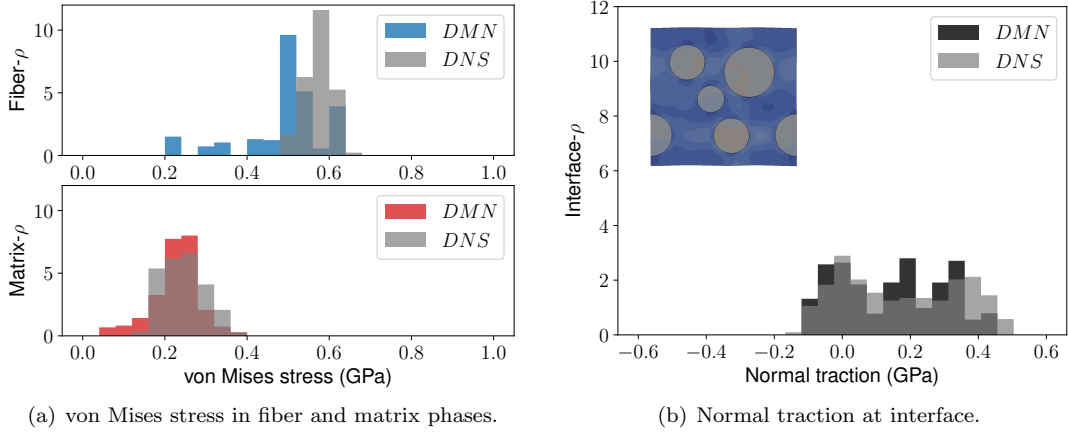 10
5
0
Fiber-ρ
DMN
DNS
0.0 0.2 0.4 0.6 0.8 1.0
10
5
0
Matrix-ρ
DMN
DNS
0.0 0.2 0.4 0.6 0.8 1.0
von Mises stress (GPa)
(a) von Mises stress in fiber and matrix phases.
12
10
8
6
4
2
0
Interface-ρ
DMN
DNS
−0.6 −0.4 −0.2 0.0 0.2 0.4 0.6
Normal traction (GPa)
(b) Normal traction at interface.